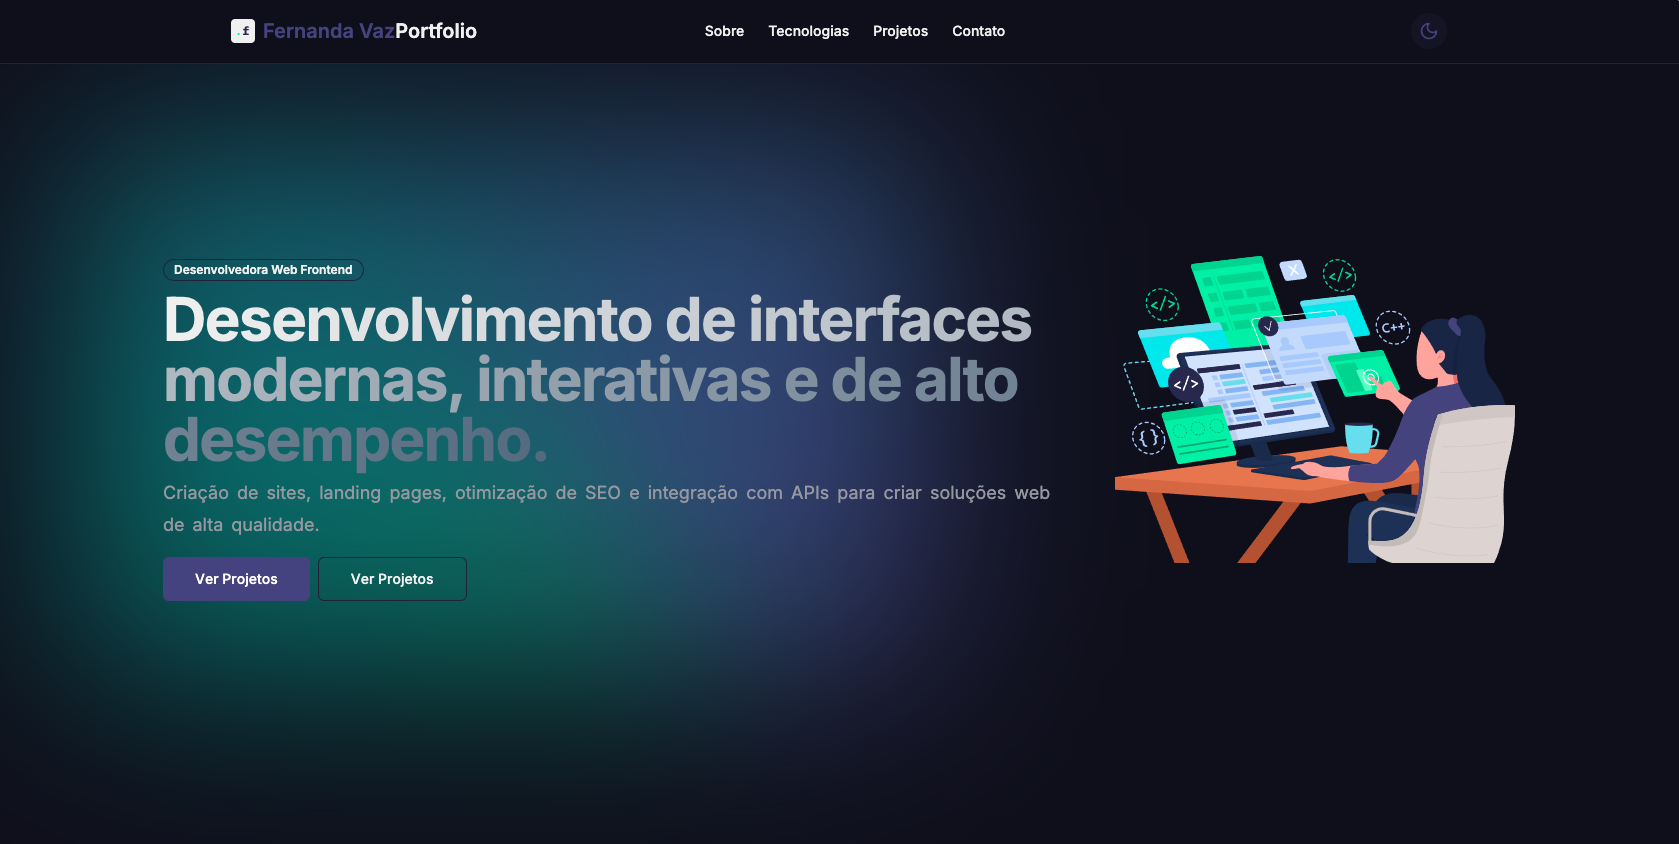 .f Fernanda VazPortfolio
Sobre Tecnologias Projetos Contato
Desenvolvedora Web Frontend
Desenvolvimento de interfaces
modernas, interativas e de alto
desempenho.
Criação de sites, landing pages, otimização de SEO e integração com APIs para criar soluções web
de alta qualidade.
Ver Projetos
Ver Projetos
X
</>
</>
C++
</>
{ }